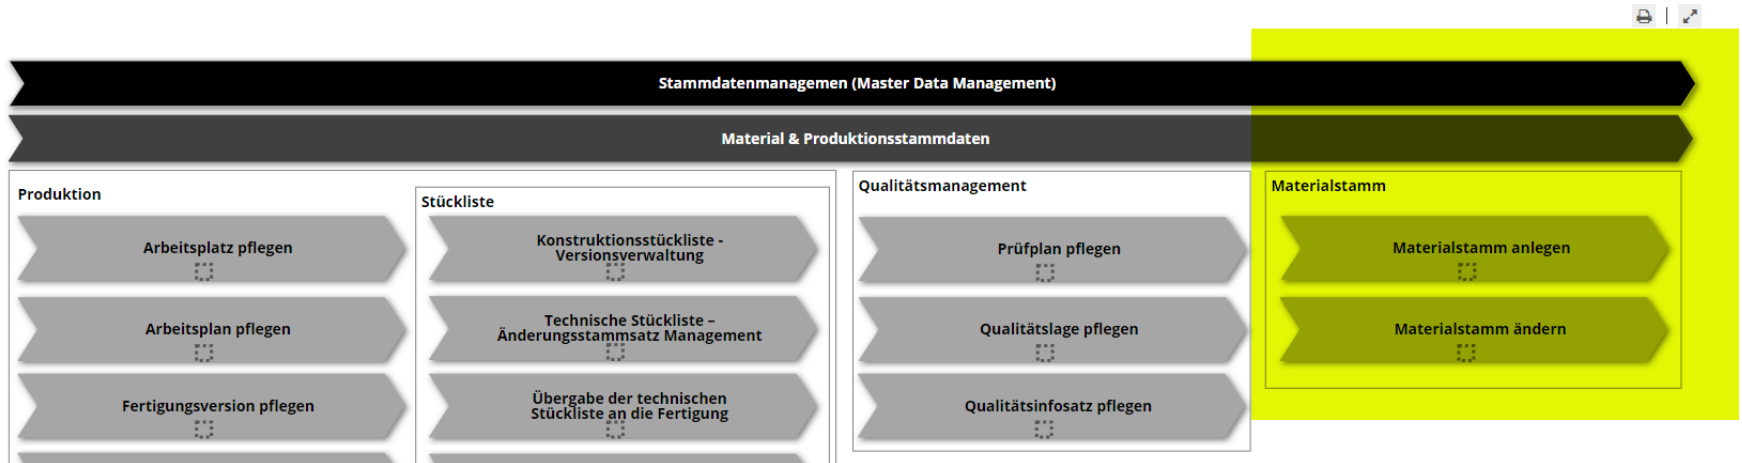 Stammdatenmanagemen (Master Data Management)
Material & Produktionsstammdaten
Produktion
Arbeitsplatz pflegen
Arbeitsplan pflegen
Fertigungsversion pflegen
Stückliste
Konstruktionsstückliste -
Versionsverwaltung
Technische Stückliste –
Änderungsstammsatz Management
Übergabe der technischen
Stückliste an die Fertigung
Qualitätsmanagement
Prüfplan pflegen
Qualitätslage pflegen
Qualitätsinfosatz pflegen
Materialstamm
Materialstamm anlegen
Materialstamm ändern